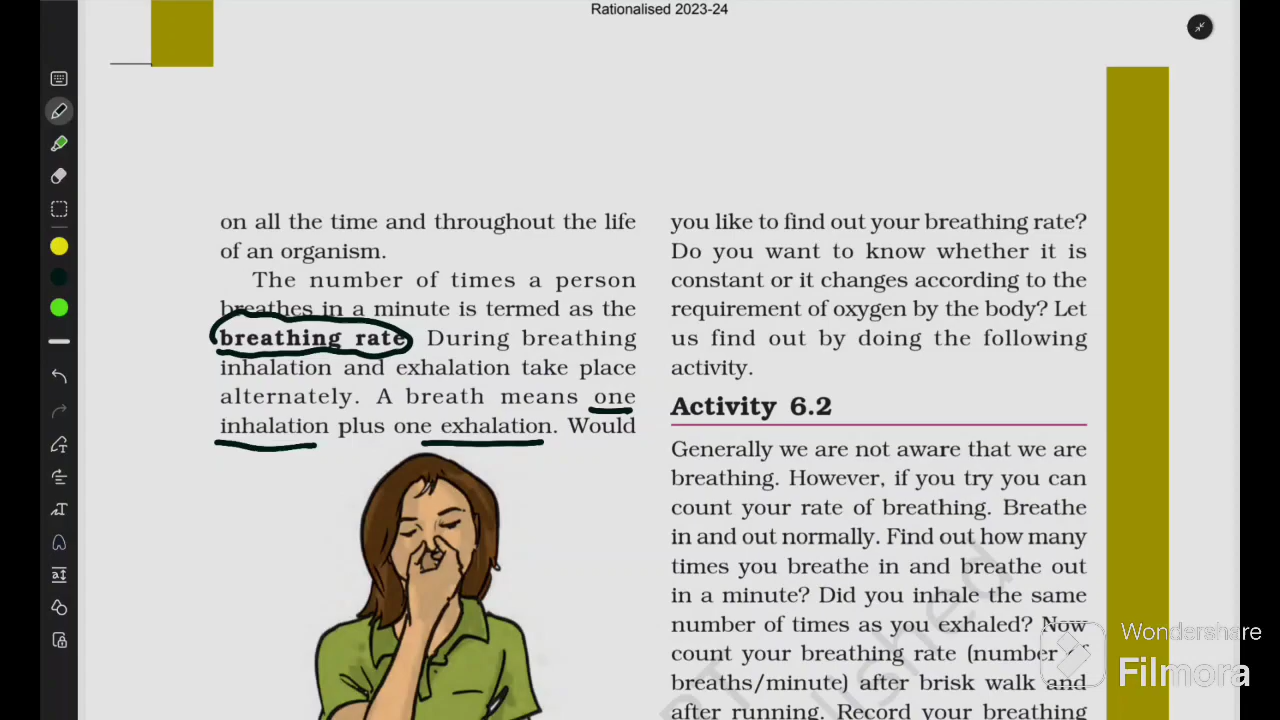 Rationalised 2023-24
on all the time and throughout the life
of an organism.
The number of times a person
breathes in a minute is termed as the
breathing rate. During breathing
inhalation and exhalation take place
alternately. A breath means one
inhalation plus one exhalation. Would
you like to find out your breathing rate?
Do you want to know whether it is
constant or it changes according to the
requirement of oxygen by the body? Let
us find out by doing the following
activity.
Activity 6.2
Generally we are not aware that we are
breathing. However, if you try you can
count your rate of breathing. Breathe
in and out normally. Find out how many
times you breathe in and breathe out
in a minute? Did you inhale the same
number of times as you exhaled? Now
count your breathing rate (number of
breaths/minute) after brisk walk and
after running. Record your breathing
Wondershare
Filmora